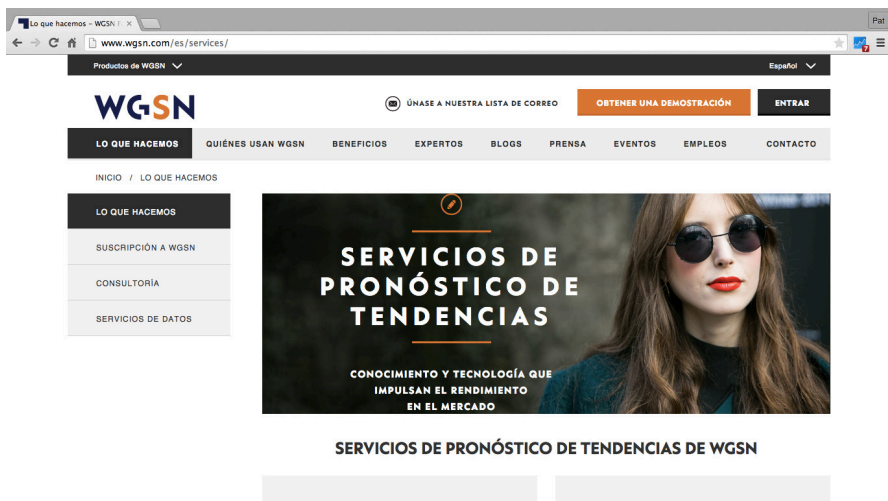 Lo que hacemos - WGSN
Pat
www.wgsn.com/es/services/
7
Productos de WGSN
Español
WGSN
ÚNASE A NUESTRA LISTA DE CORREO
OBTENER UNA DEMOSTRACIÓN
ENTRAR
LO QUE HACEMOS
QUIÉNES USAN WGSN
BENEFICIOS
EXPERTOS
BLOGS
PRENSA
EVENTOS
EMPLEOS
CONTACTO
INICIO / LO QUE HACEMOS
LO QUE HACEMOS
SUSCRIPCIÓN A WGSN
CONSULTORÍA
SERVICIOS DE DATOS
SERVICIOS DE
PRONÓSTICO DE
TENDENCIAS
CONOCIMIENTO Y TECNOLOGÍA QUE
IMPULSAN EL RENDIMIENTO
EN EL MERCADO
SERVICIOS DE PRONÓSTICO DE TENDENCIAS DE WGSN